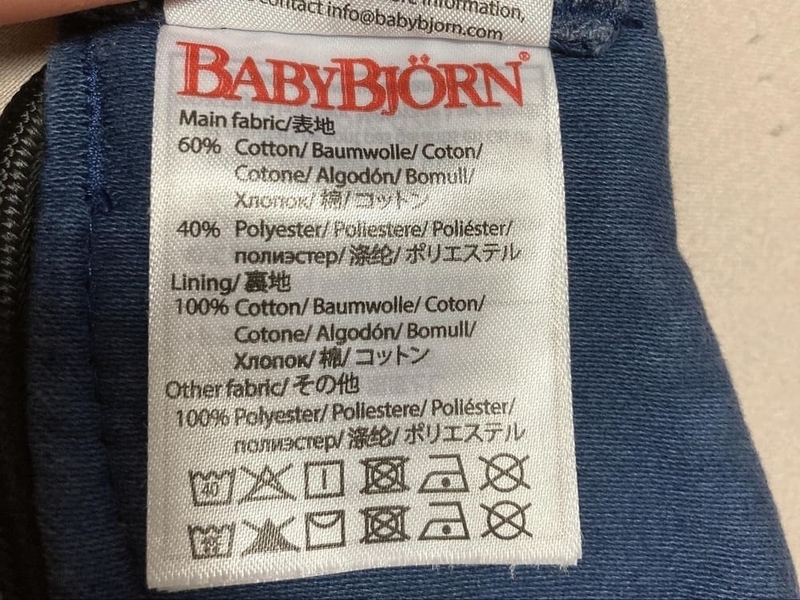 information,
contact info@babybjorn.com
BABYBJÖRN®
Main fabric/表地
60% Cotton/ Baumwolle/ Coton/
Cotone/ Algodón/ Bomull/
Хлопок/ 棉/ コットン
40% Polyester/ Poliestere/ Poliéster/
полиэстер/ 涤纶/ ポリエステル
Lining/ 裏地
100% Cotton/ Baumwolle/ Coton/
Cotone/ Algodón/ Bomull/
Хлопок/ 棉/ コットン
Other fabric/ その他
100% Polyester/ Poliestere/ Poliéster/
полиэстер/ 涤纶/ ポリエステル
40